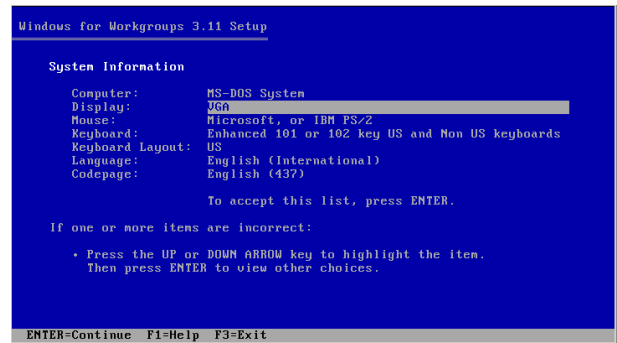 Windows for Workgroups 3.11 Setup
System Information
Computer: MS-DOS System
Display: VGA
Mouse: Microsoft, or IBM PS/2
Keyboard: Enhanced 101 or 102 key US and Non US keyboards
Keyboard Layout: US
Language: English (International)
Codepage: English (437)
To accept this list, press ENTER.
If one or more items are incorrect:
• Press the UP or DOWN ARROW key to highlight the item.
Then press ENTER to view other choices.
ENTER=Continue F1=Help F3=Exit